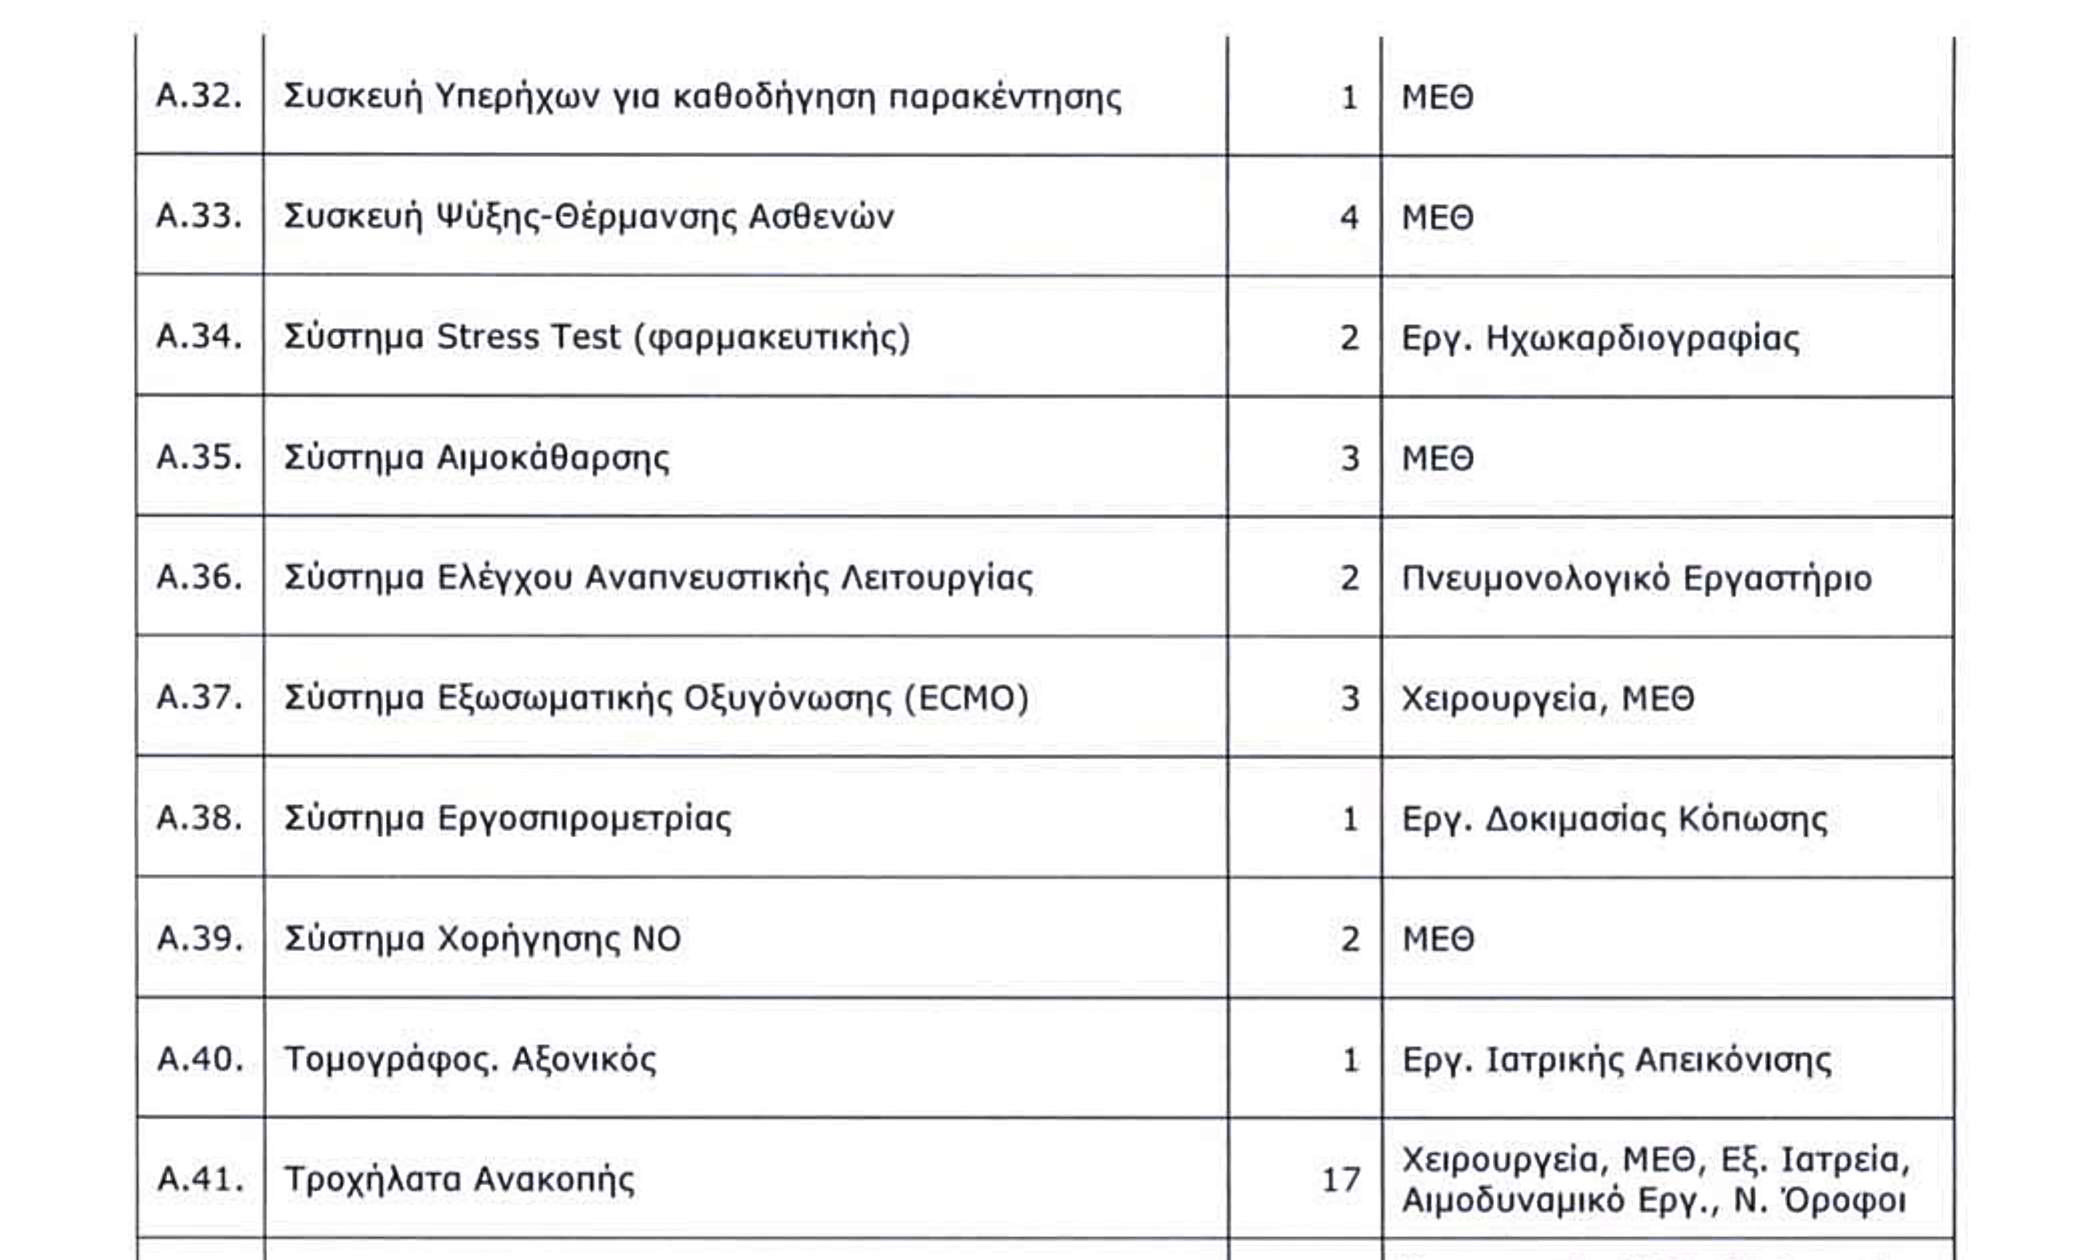 Α.32. Συσκευή Υπερήχων για καθοδήγηση παρακέντησης 1 ΜΕΘ
Α.33. Συσκευή Ψύξης-Θέρμανσης Ασθενών 4 ΜΕΘ
Α.34. Σύστημα Stress Test (φαρμακευτικής) 2 Εργ. Ηχωκαρδιογραφίας
Α.35. Σύστημα Αιμοκάθαρσης 3 ΜΕΘ
Α.36. Σύστημα Ελέγχου Αναπνευστικής Λειτουργίας 2 Πνευμονολογικό Εργαστήριο
Α.37. Σύστημα Εξωσωματικής Οξυγόνωσης (ECMO) 3 Χειρουργεία, ΜΕΘ
Α.38. Σύστημα Εργοσπιρομετρίας 1 Εργ. Δοκιμασίας Κόπωσης
Α.39. Σύστημα Χορήγησης NO 2 ΜΕΘ
Α.40. Τομογράφος. Αξονικός 1 Εργ. Ιατρικής Απεικόνισης
Α.41. Τροχήλατα Ανακοπής 17 Χειρουργεία, ΜΕΘ, Εξ. Ιατρεία,
Αιμοδυναμικό Εργ., Ν. Όροφοι